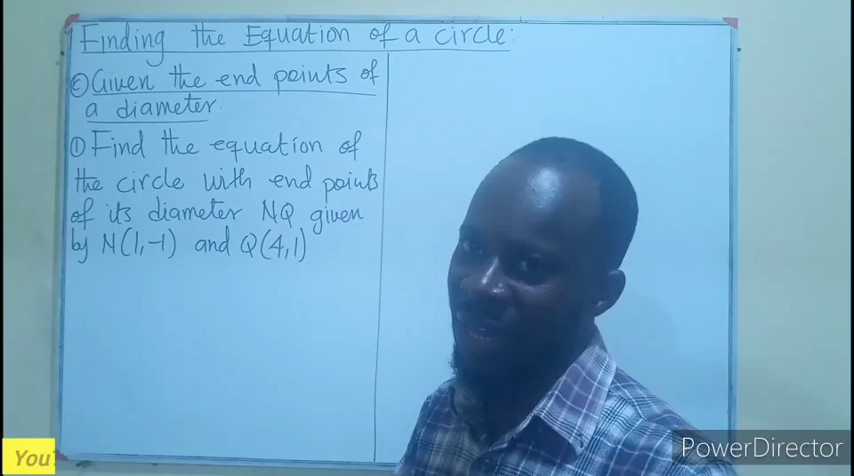 Finding the Equation of a circle:
Ⓒ Given the end points of
a diameter.
① Find the equation of
the circle with end points
of its diameter NQ given
by N(1,-1) and Q(4,1)
You
PowerDirector